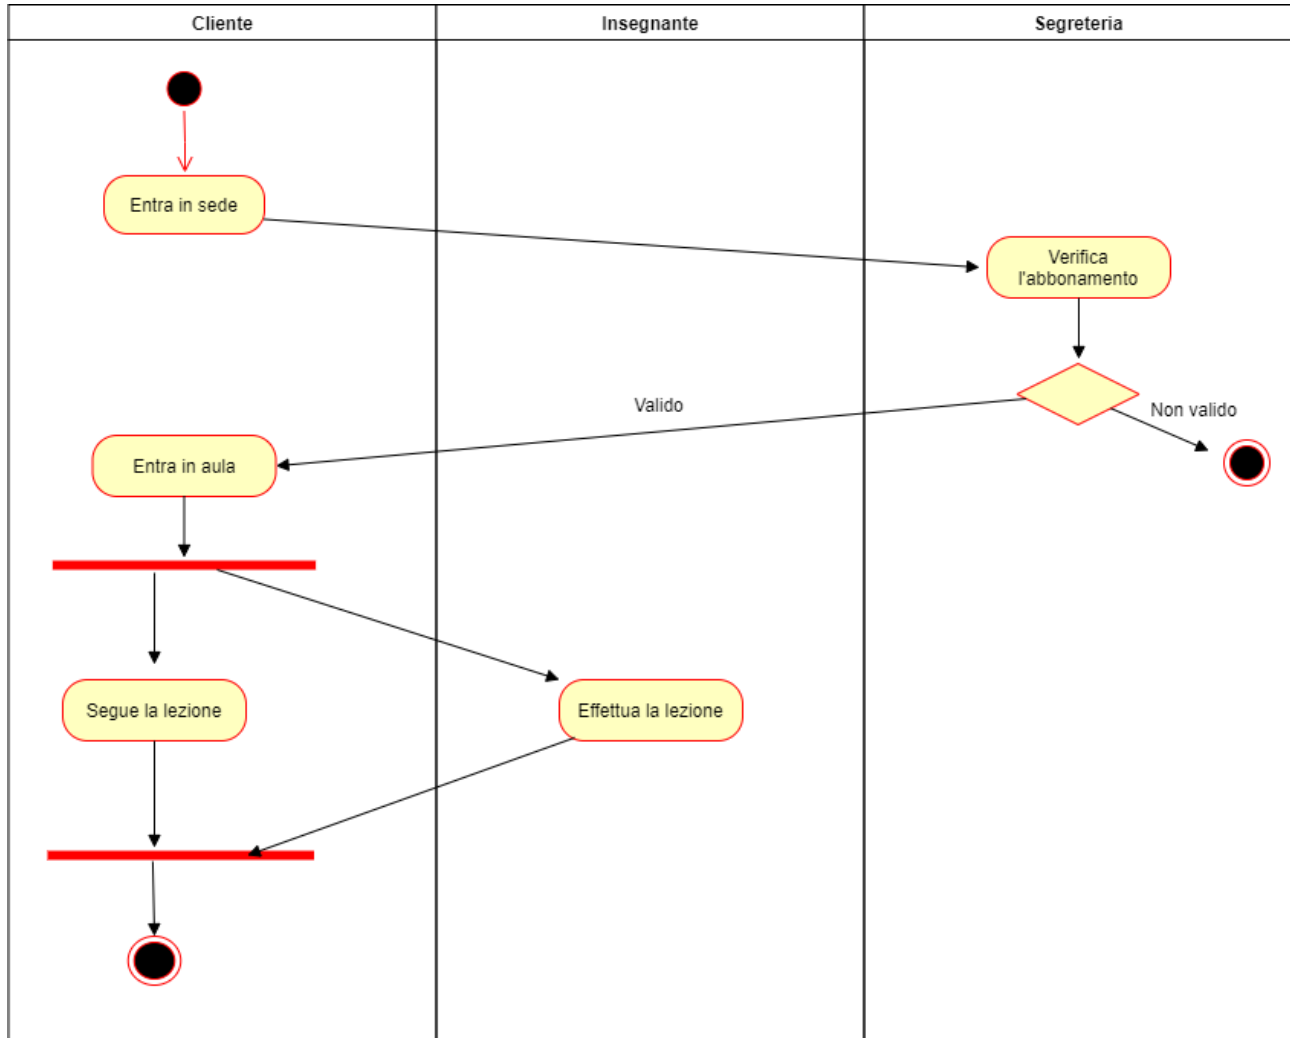 Cliente
Insegnante
Segreteria
Entra in sede
Verifica
l'abbonamento
Valido
Non valido
Entra in aula
Segue la lezione
Effettua la lezione